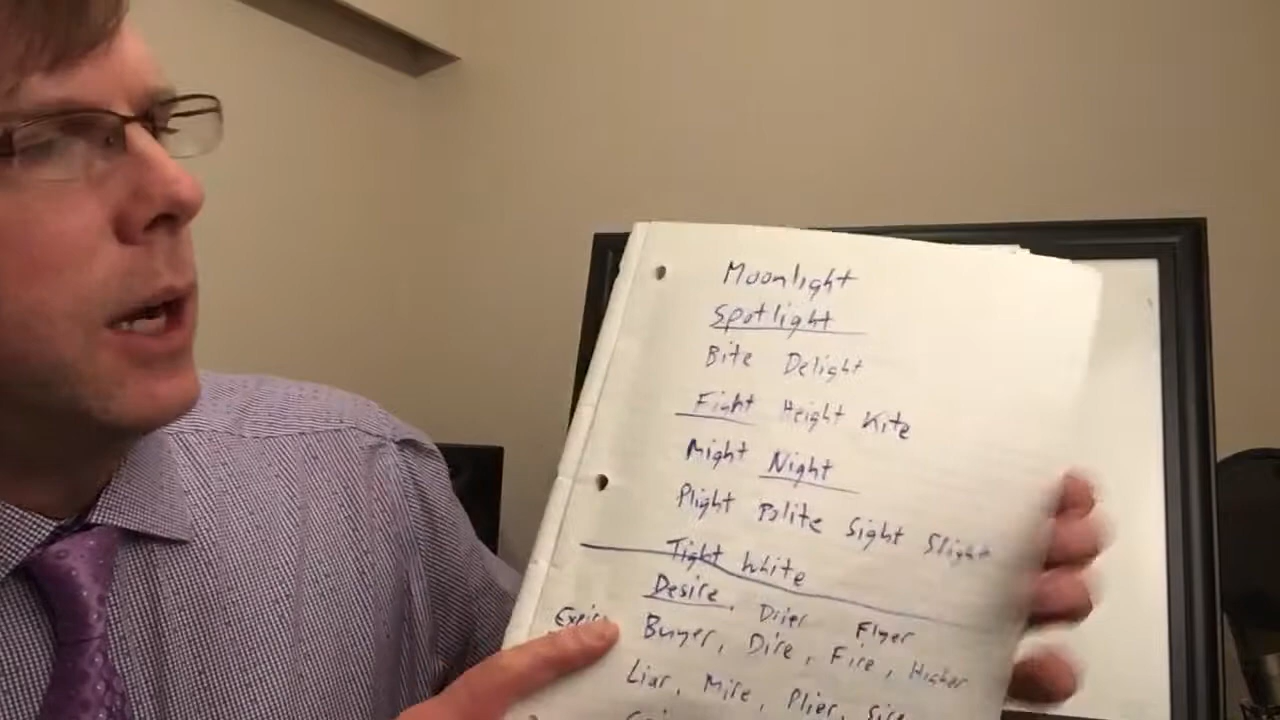 Moonlight
Spotlight
Bite Delight
Fight Height Kite
Might Night
Plight Polite Sight Slight
Tight White
Desire, Drier Flyer
Buyer, Dire, Fire, Higher
Liar, Mire, Plier, Sire